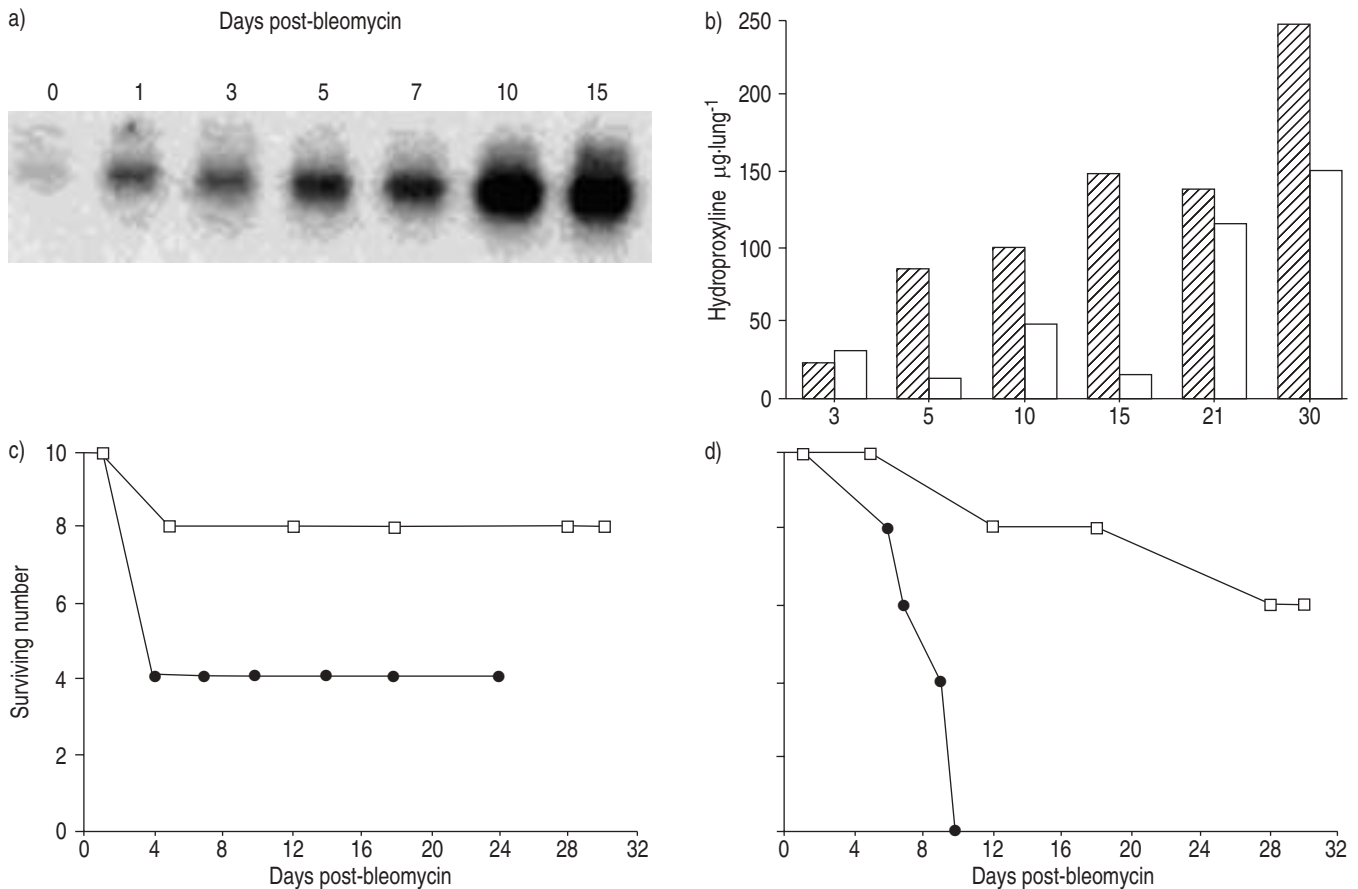 a)
Days post-bleomycin
0 1 3 5 7 10 15
b)
250
200
150
100
50
0
Hydroproxyline µg·lung-1
3 5 10 15 21 30
c)
10
8
6
4
2
0
Surviving number
0 4 8 12 16 20 24 28 32
Days post-bleomycin
d)
0 4 8 12 16 20 24 28 32
Days post-bleomycin